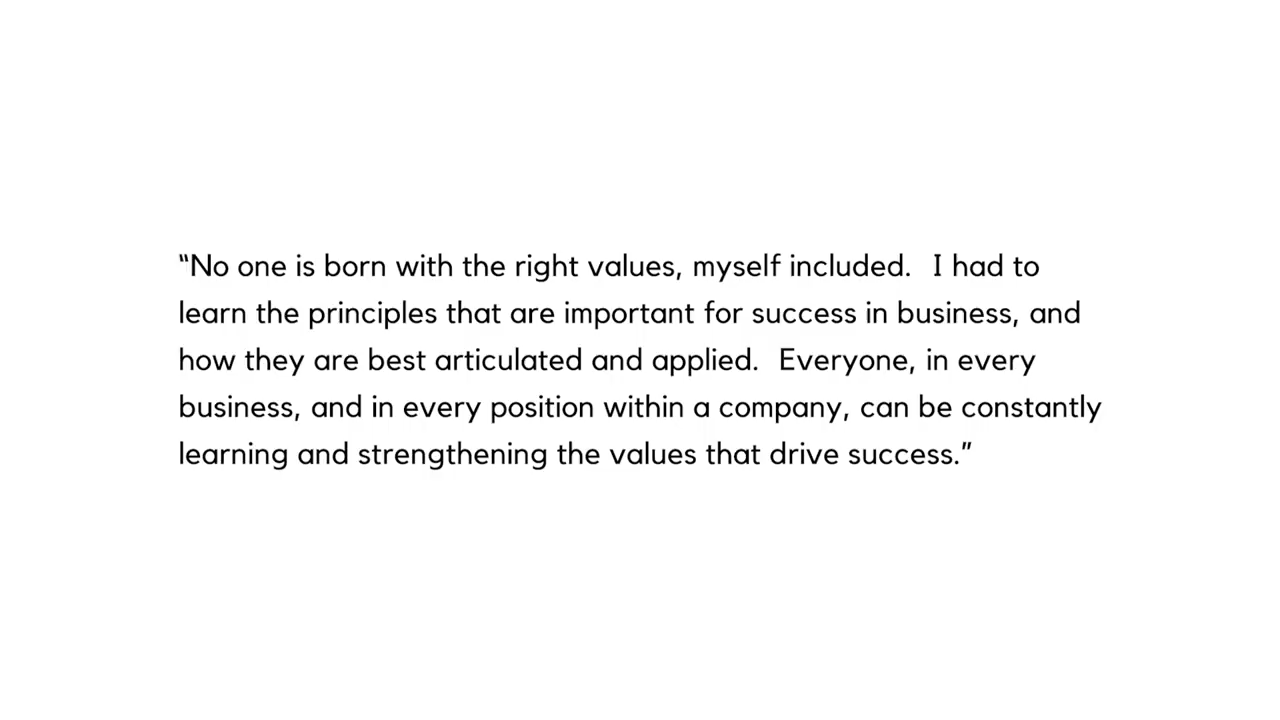 “No one is born with the right values, myself included.  I had to
learn the principles that are important for success in business, and
how they are best articulated and applied.  Everyone, in every
business, and in every position within a company, can be constantly
learning and strengthening the values that drive success.”